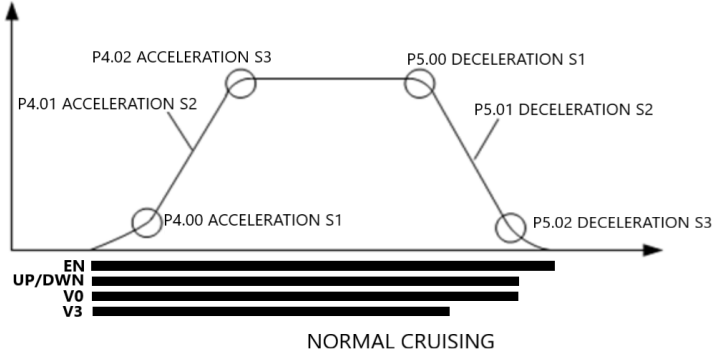 P4.02 ACCELERATION S3
P5.00 DECELERATION S1
P4.01 ACCELERATION S2
P5.01 DECELERATION S2
P4.00 ACCELERATION S1
P5.02 DECELERATION S3
EN
UP/DWN
V0
V3
NORMAL CRUISING